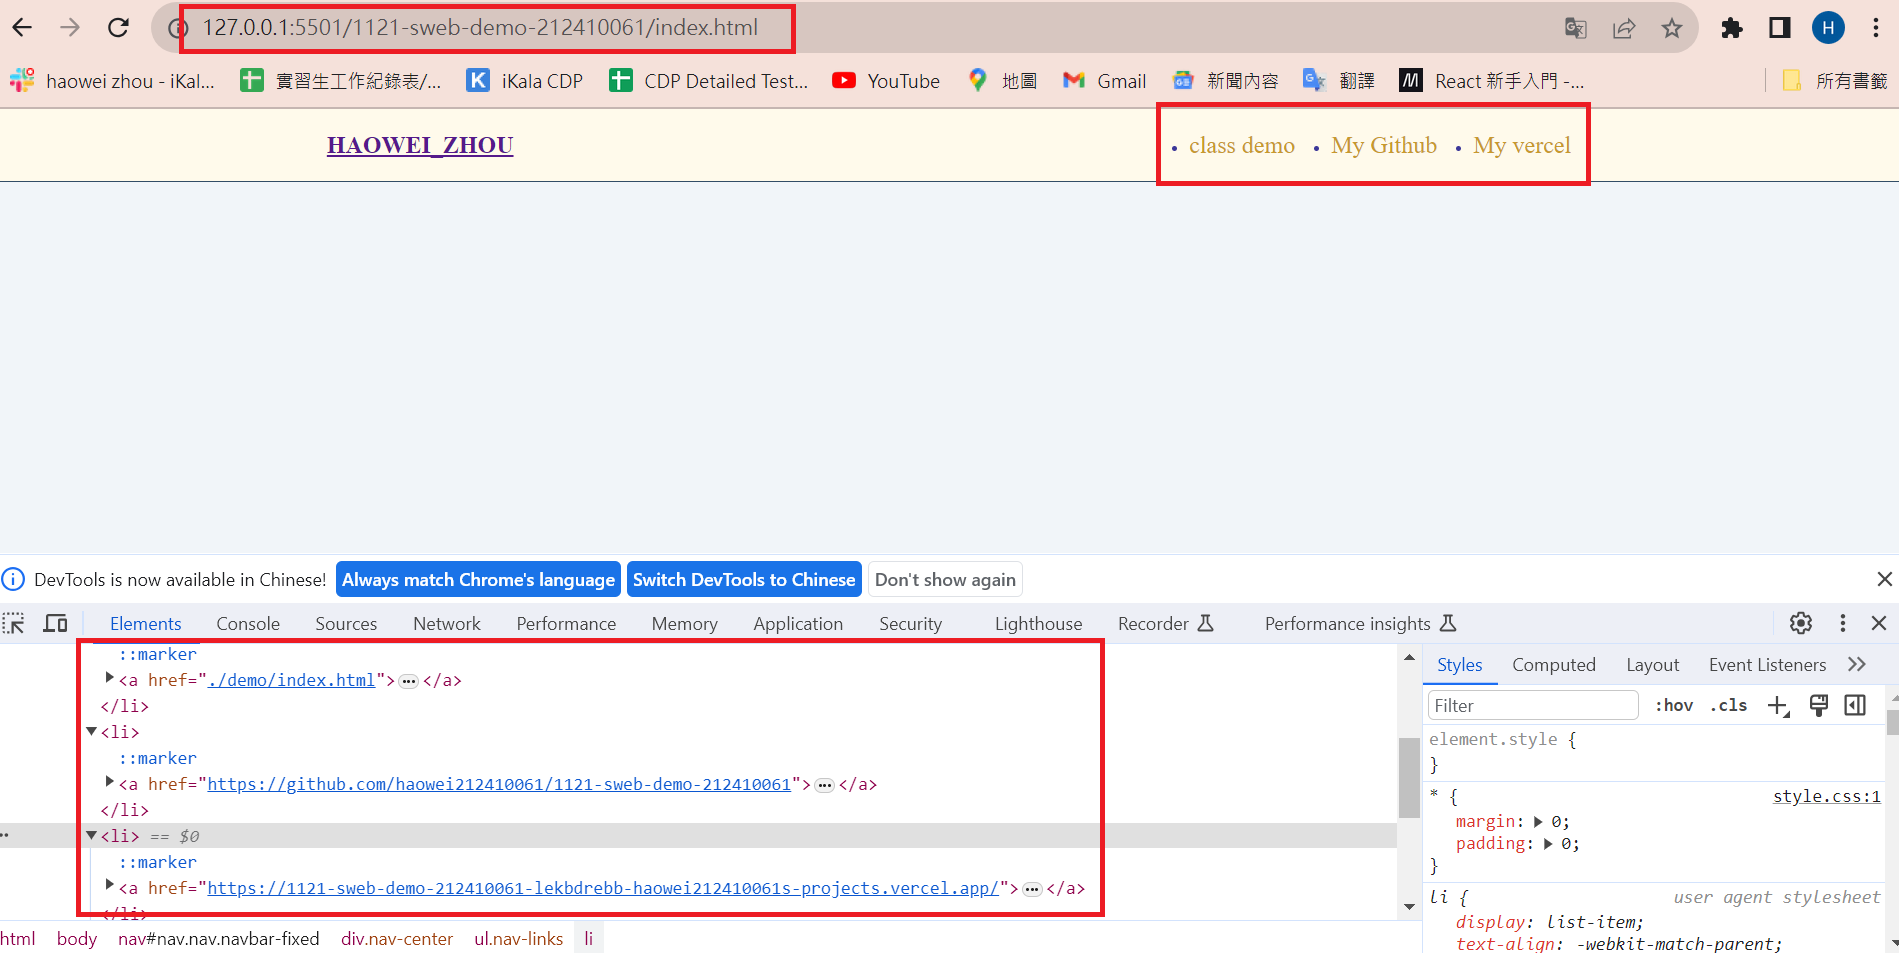 127.0.0.1:5501/1121-sweb-demo-212410061/index.html
H
haowei zhou - iKal...
實習生工作紀錄表/...
K
iKala CDP
CDP Detailed Test...
YouTube
地圖
Gmail
新聞內容
翻譯
React 新手入門 -...
所有書籤
HAOWEI_ZHOU
• class demo
• My Github
• My vercel
DevTools is now available in Chinese!
Always match Chrome's language
Switch DevTools to Chinese
Don't show again
Elements
Console
Sources
Network
Performance
Memory
Application
Security
Lighthouse
Recorder
Performance insights
::marker
<a href="./demo/index.html">…</a>
</li>
<li>
::marker
<a href="https://github.com/haowei212410061/1121-sweb-demo-212410061">…</a>
</li>
<li> == $0
::marker
<a href="https://1121-sweb-demo-212410061-lekbdrebb-haowei212410061s-projects.vercel.app/">…</a>
</li>
html
body
nav#nav.nav.navbar-fixed
div.nav-center
ul.nav-links
li
Styles
Computed
Layout
Event Listeners
Filter
:hov
.cls
element.style {
}
* {
style.css:1
margin: 0;
padding: 0;
}
li {
user agent stylesheet
display: list-item;
text-align: -webkit-match-parent;